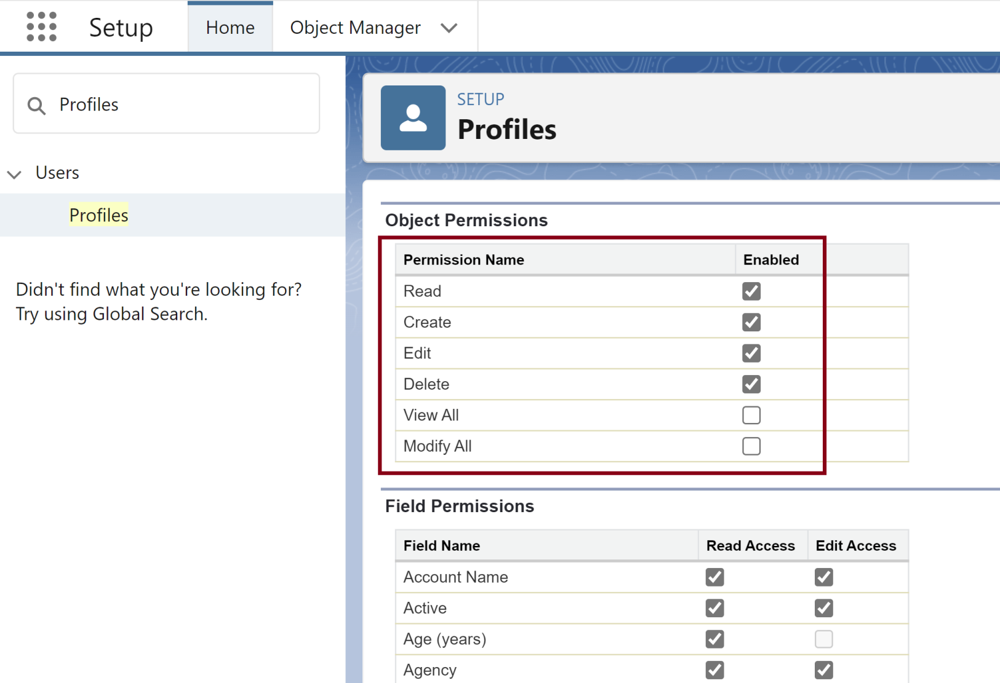 Setup
Home
Object Manager
Profiles
Users
Profiles
Didn't find what you're looking for?
Try using Global Search.
SETUP
Profiles
Object Permissions
Permission Name Enabled
Read
Create
Edit
Delete
View All
Modify All
Field Permissions
Field Name Read Access Edit Access
Account Name
Active
Age (years)
Agency